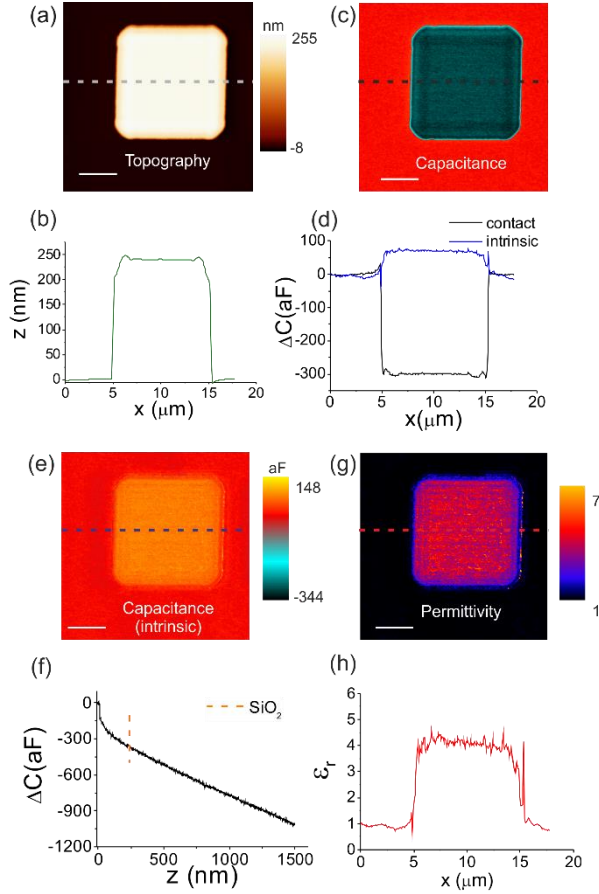 (a)
nm
255
-8
Topography
(c)
Capacitance
(b)
z (nm)
250
200
150
100
50
0
0 5 10 15 20
x (μm)
(d)
contact
intrinsic
ΔC(aF)
100
0
-100
-200
-300
0 5 10 15 20
x(μm)
(e)
aF
148
-344
Capacitance
(intrinsic)
(g)
7
1
Permittivity
(f)
SiO2
ΔC(aF)
0
-300
-600
-900
-1200
0 500 1000 1500
z (nm)
(h)
εr
6
5
4
3
2
1
0
0 5 10 15 20
x (μm)